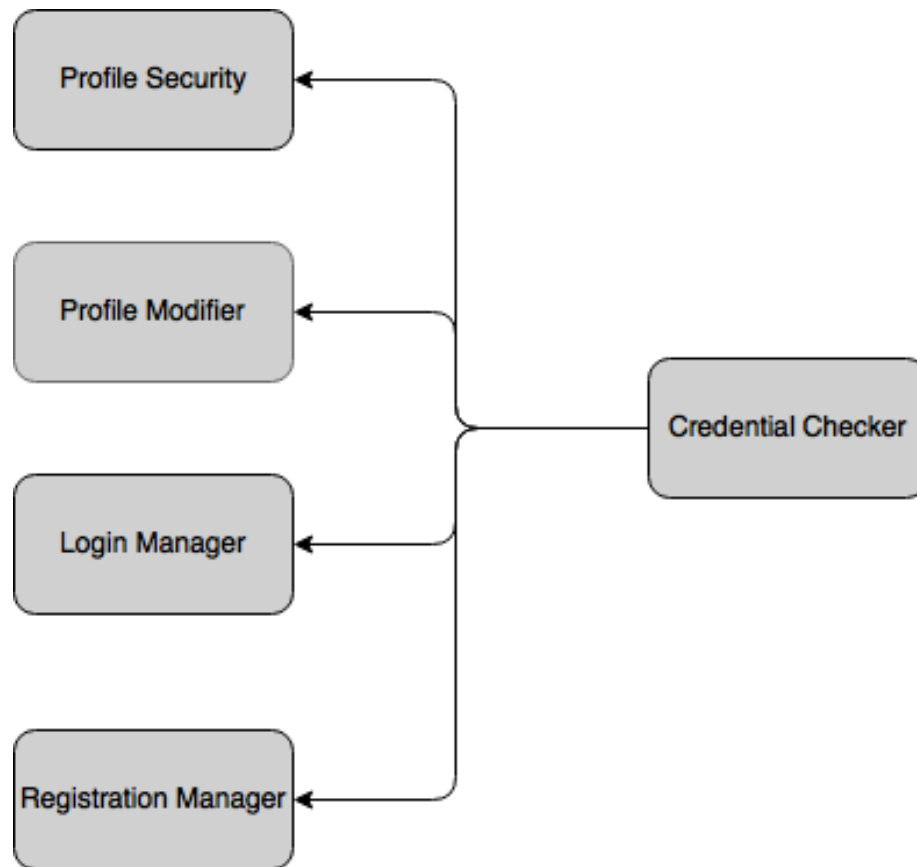 Profile Security
Profile Modifier
Credential Checker
Login Manager
Registration Manager